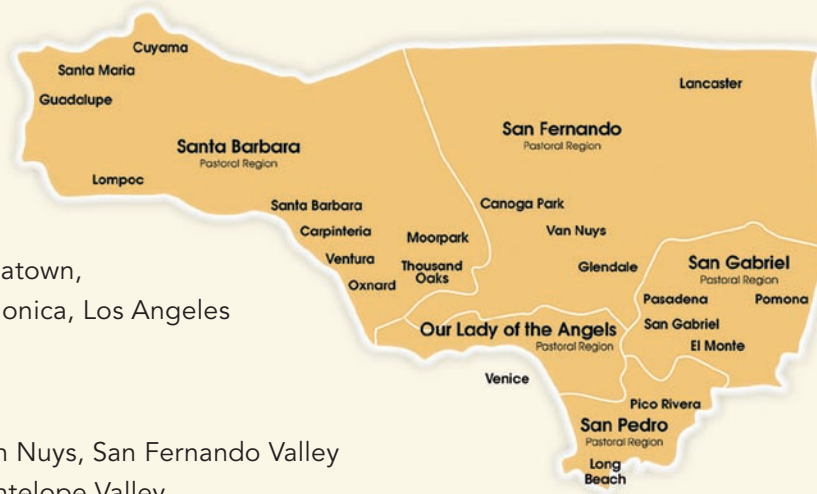 Cuyama
Santa Maria
Guadalupe
Lancaster
San Fernando
Pastoral Region
Santa Barbara
Pastoral Region
Lompoc
Santa Barbara
Carpinteria
Ventura
Oxnard
Moorpark
Thousand
Oaks
Canoga Park
Van Nuys
Glendale
San Gabriel
Pastoral Region
Pasadena
Pomona
San Gabriel
El Monte
Our Lady of the Angels
Pastoral Region
Venice
Pico Rivera
San Pedro
Pastoral Region
Long
Beach
atown,
onica, Los Angeles
n Nuys, San Fernando Valley
ntelope Valley